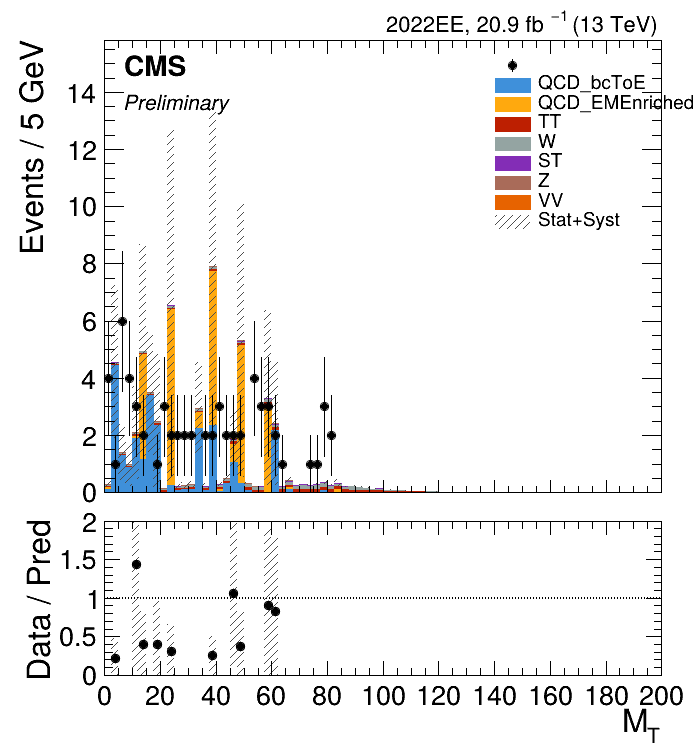 2022EE, 20.9 fb⁻¹ (13 TeV)
CMS
Preliminary
Events / 5 GeV
14
12
10
8
6
4
2
0
QCD_bcToE
QCD_EMEnriched
TT
W
ST
Z
VV
Stat+Syst
Data / Pred
2
1.5
1
0.5
0
0 20 40 60 80 100 120 140 160 180 200
M_T